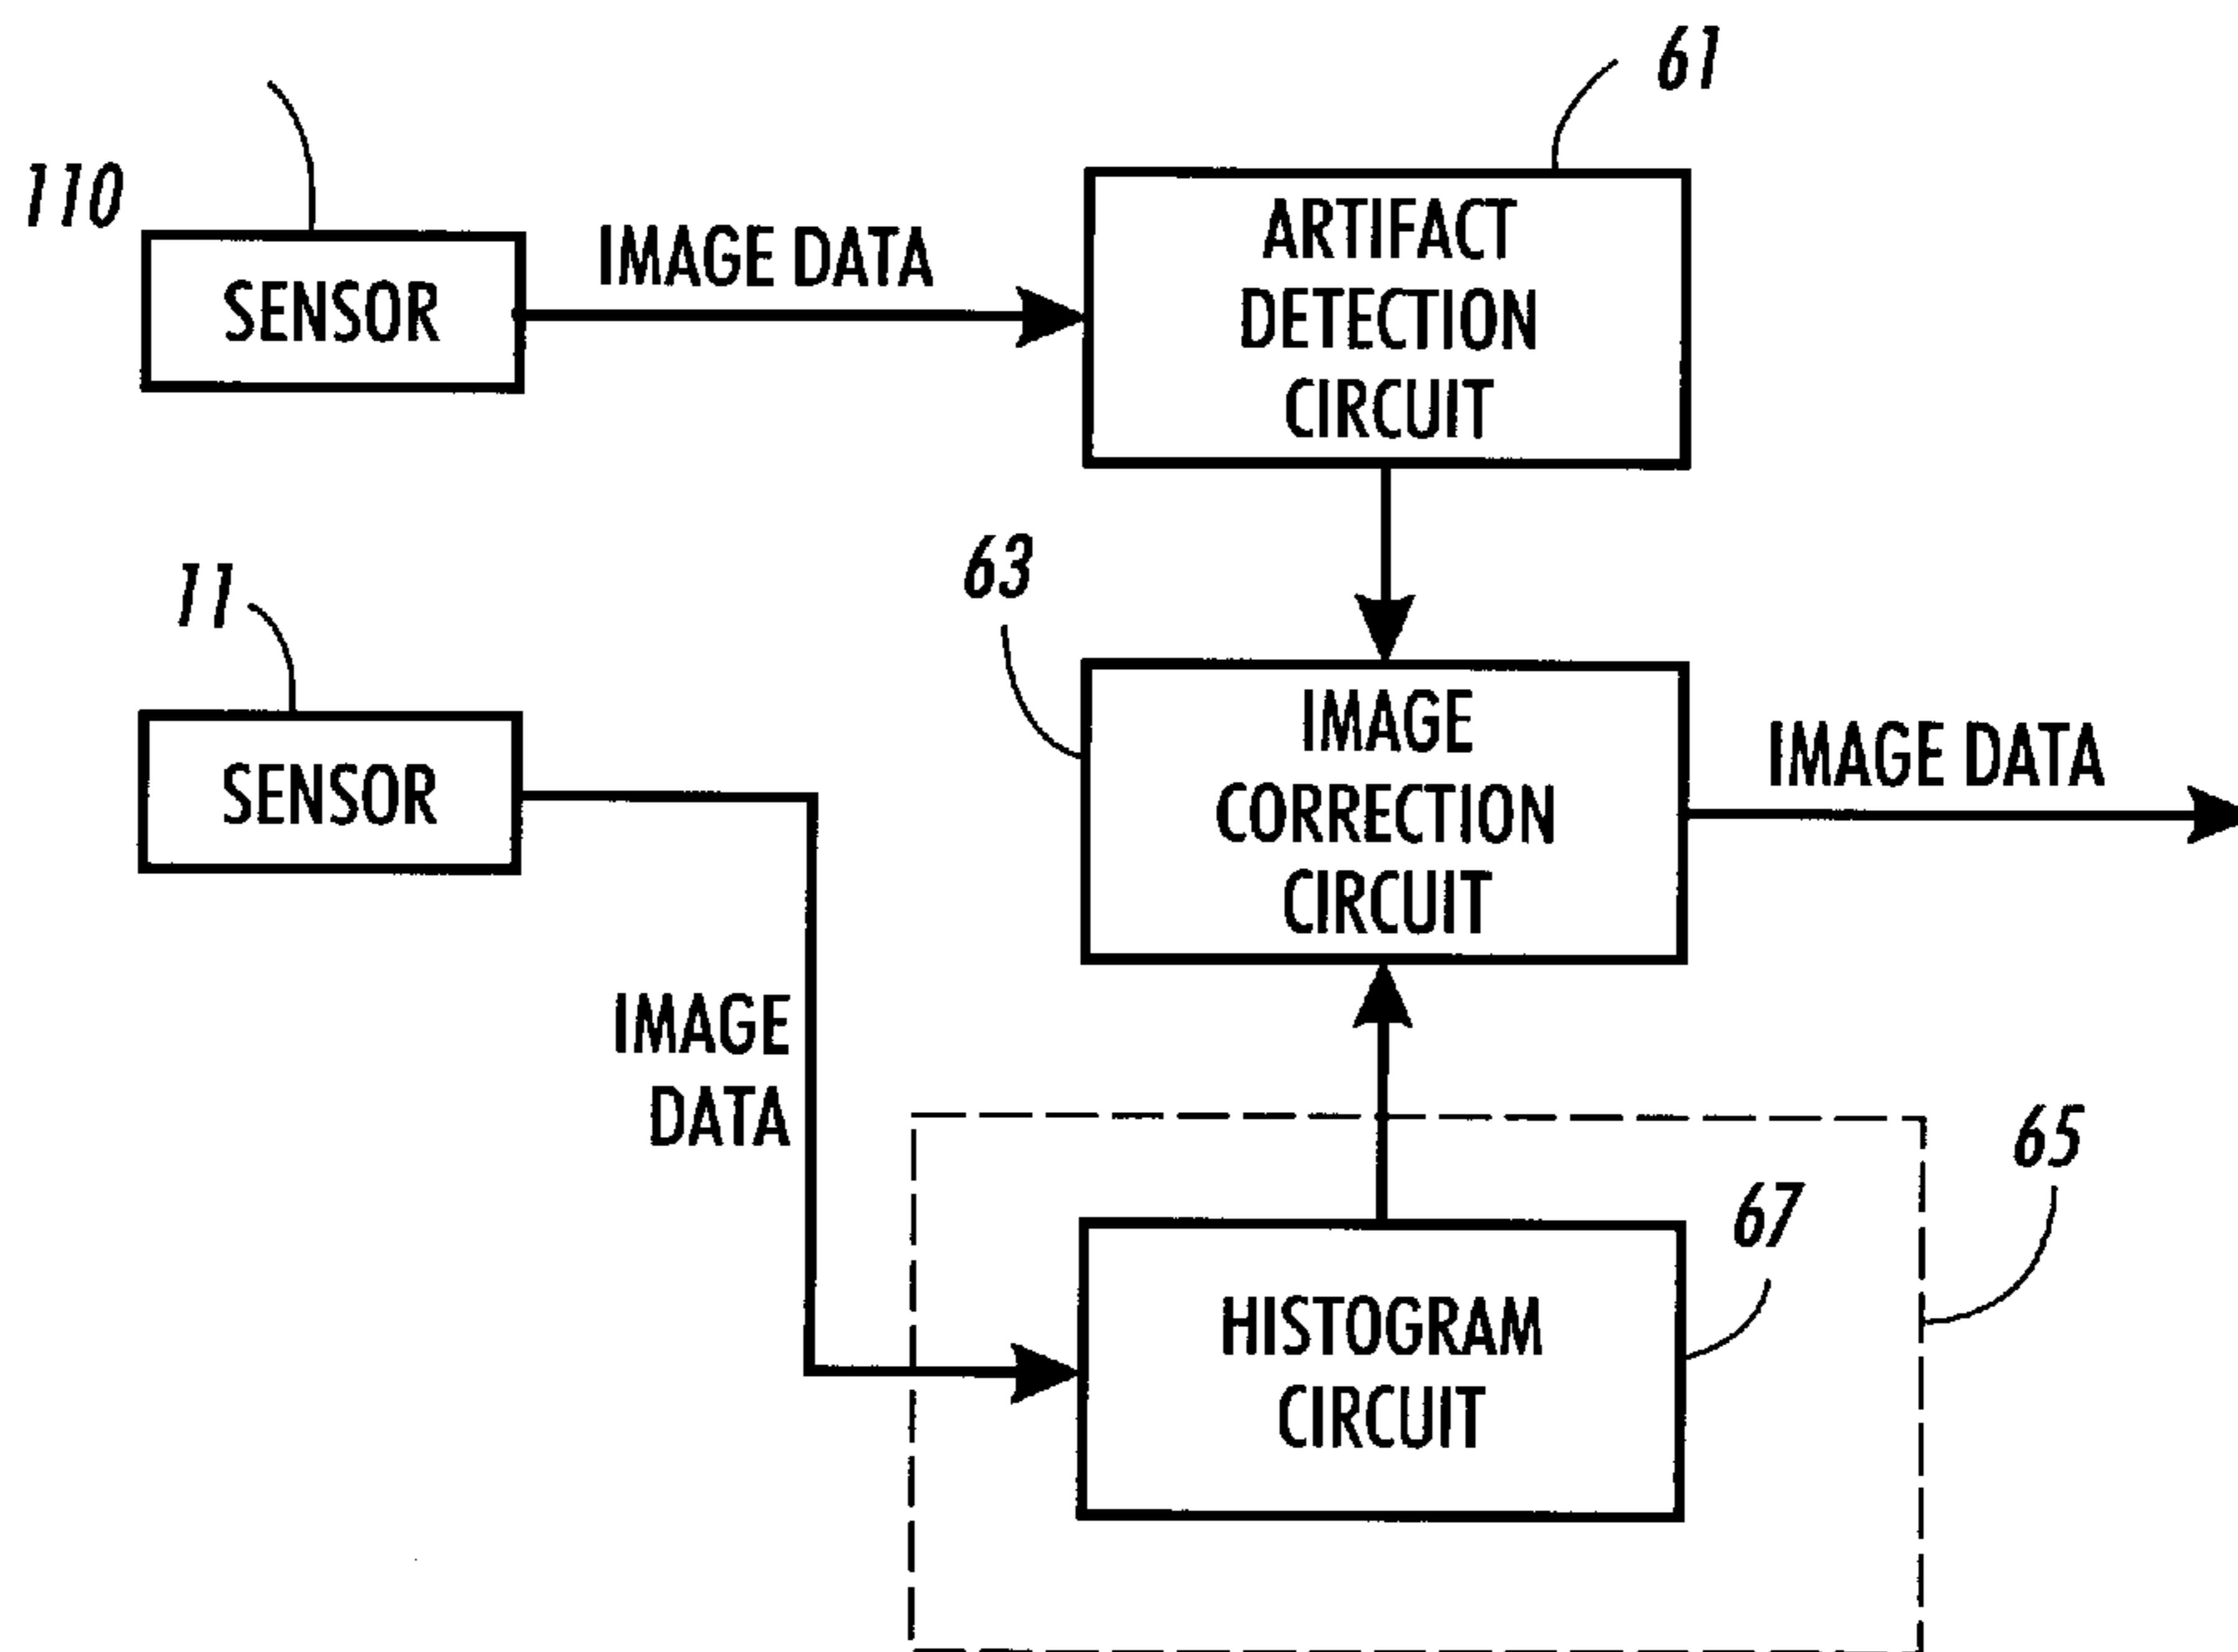 61
110
IMAGE DATA
SENSOR
ARTIFACT
DETECTION
CIRCUIT
63
11
SENSOR
IMAGE
CORRECTION
CIRCUIT
IMAGE DATA
IMAGE
DATA
65
67
HISTOGRAM
CIRCUIT